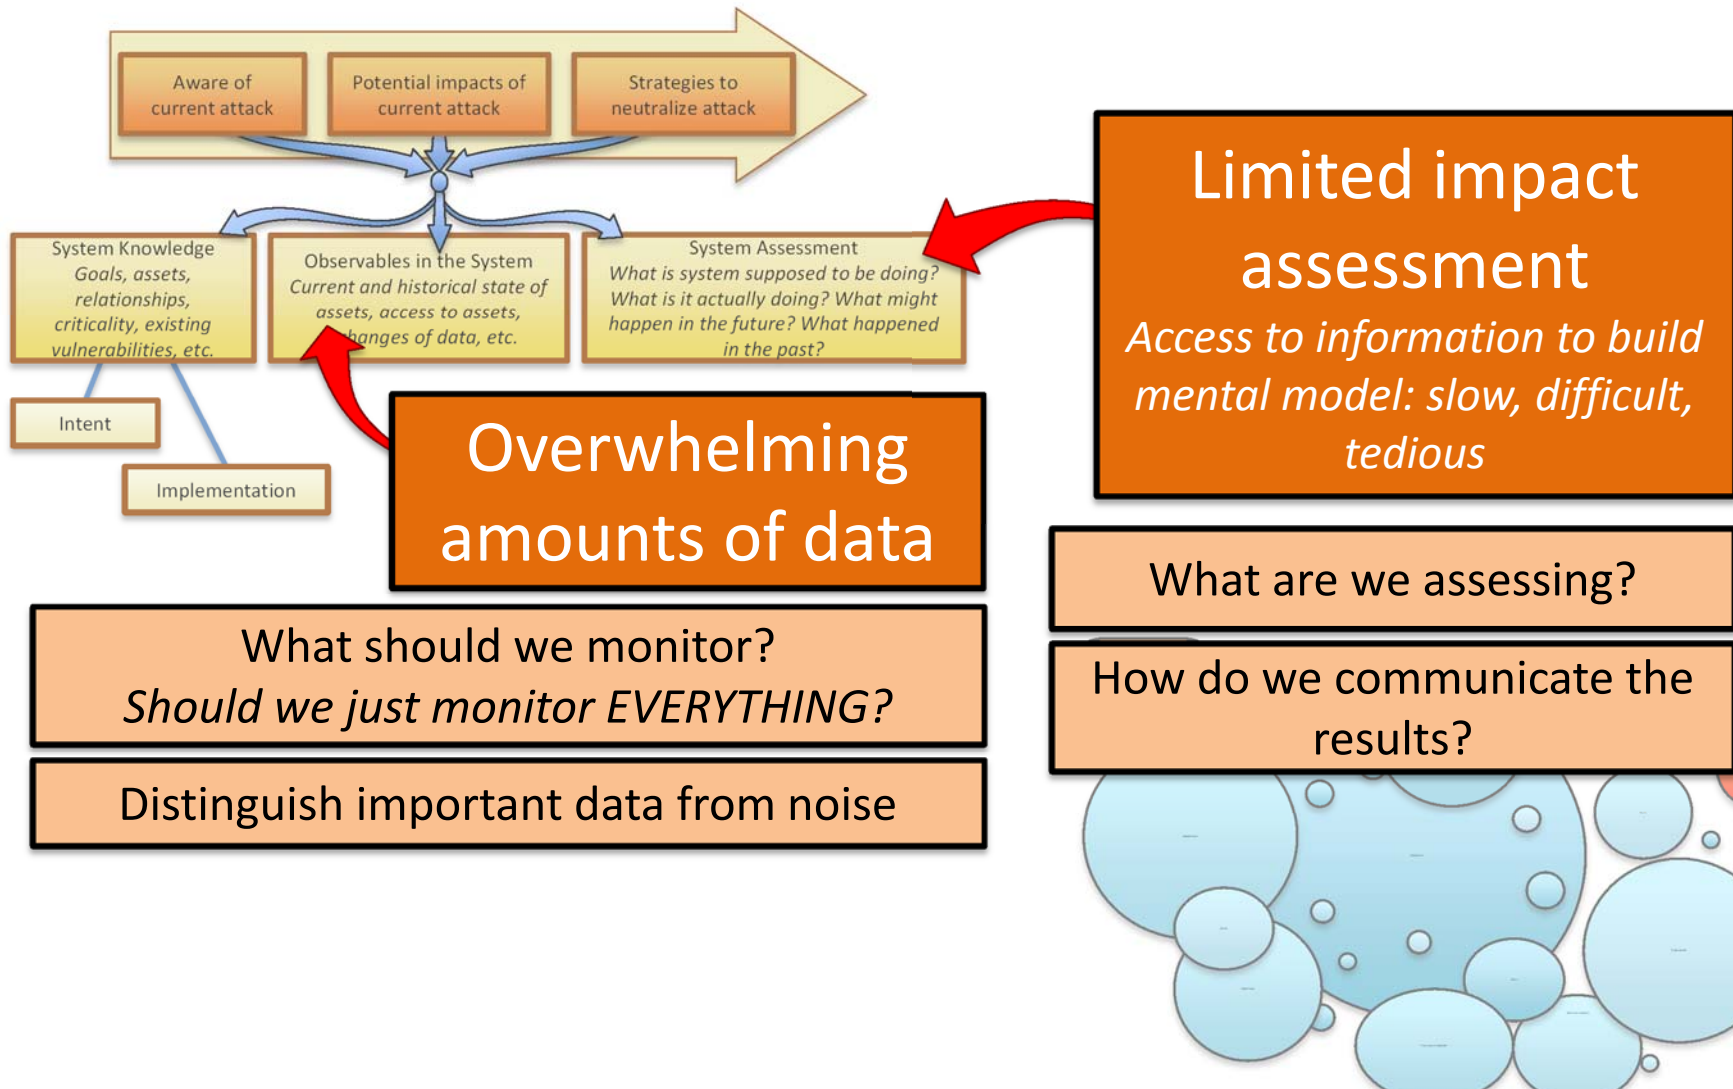 Aware of
current attack
Potential impacts of
current attack
Strategies to
neutralize attack
System Knowledge
Goals, assets,
relationships,
criticality, existing
vulnerabilities, etc.
Observables in the System
Current and historical state of
assets, access to assets,
hanges of data, etc.
System Assessment
What is system supposed to be doing?
What is it actually doing? What might
happen in the future? What happened
in the past?
Intent
Implementation
Overwhelming
amounts of data
What should we monitor?
Should we just monitor EVERYTHING?
Distinguish important data from noise
Limited impact
assessment
Access to information to build
mental model: slow, difficult,
tedious
What are we assessing?
How do we communicate the
results?